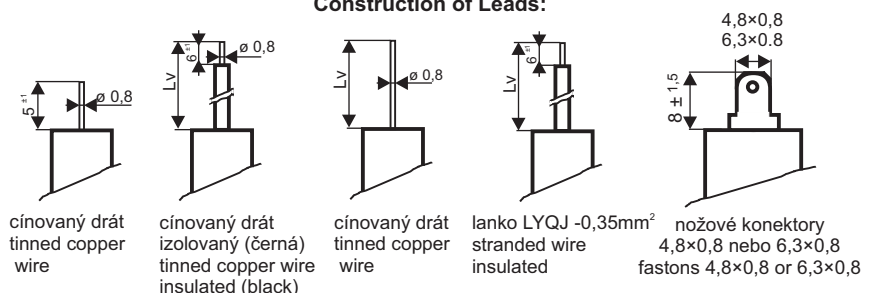 Construction of Leads:
5 ±1
ø 0,8
Lv
6 ±1
ø 0,8
Lv
ø 0,8
Lv
6 ±1
4,8×0,8
6,3×0.8
8 ± 1,5
cínovaný drát
tinned copper
wire
cínovaný drát
izolovaný (černá)
tinned copper wire
insulated (black)
cínovaný drát
tinned copper
wire
lanko LYQJ -0,35mm²
stranded wire
insulated
nožové konektory
4,8×0,8 nebo 6,3×0,8
fastons 4,8×0,8 or 6,3×0,8